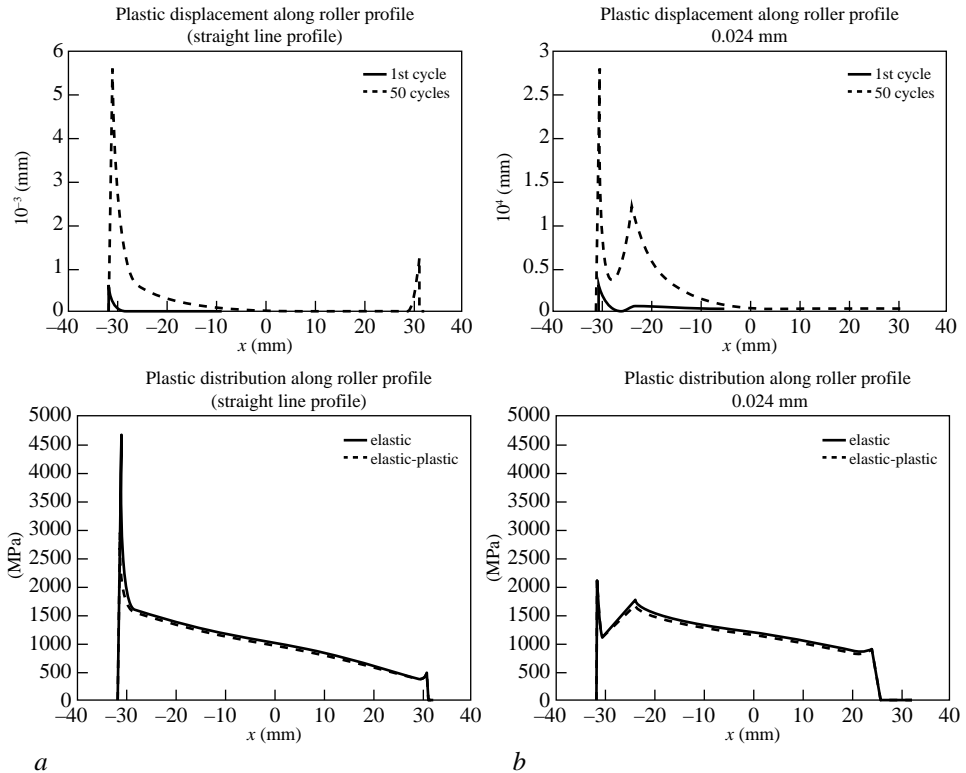 Plastic displacement along roller profile
(straight line profile)
6
5
4
3
2
1
0
10⁻³ (mm)
1st cycle
50 cycles
−40 −30 −20 −10 0 10 20 30 40
x (mm)
Plastic displacement along roller profile
0.024 mm
3
2.5
2
1.5
1
0.5
0
10⁴ (mm)
1st cycle
50 cycles
−40 −30 −20 −10 0 10 20 30 40
x (mm)
Plastic distribution along roller profile
(straight line profile)
5000
4500
4000
3500
3000
2500
2000
1500
1000
500
0
(MPa)
elastic
elastic-plastic
−40 −30 −20 −10 0 10 20 30 40
x (mm)
a
Plastic distribution along roller profile
0.024 mm
5000
4500
4000
3500
3000
2500
2000
1500
1000
500
0
(MPa)
elastic
elastic-plastic
−40 −30 −20 −10 0 10 20 30 40
x (mm)
b